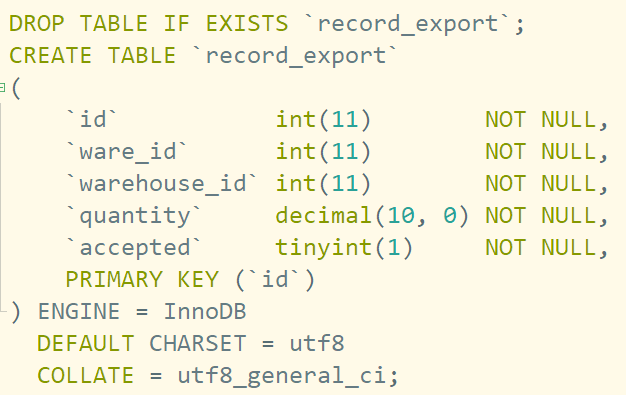 DROP TABLE IF EXISTS `record_export`;
CREATE TABLE `record_export`
(
    `id`           int(11)        NOT NULL,
    `ware_id`      int(11)        NOT NULL,
    `warehouse_id` int(11)        NOT NULL,
    `quantity`     decimal(10, 0) NOT NULL,
    `accepted`     tinyint(1)     NOT NULL,
    PRIMARY KEY (`id`)
) ENGINE = InnoDB
  DEFAULT CHARSET = utf8
  COLLATE = utf8_general_ci;